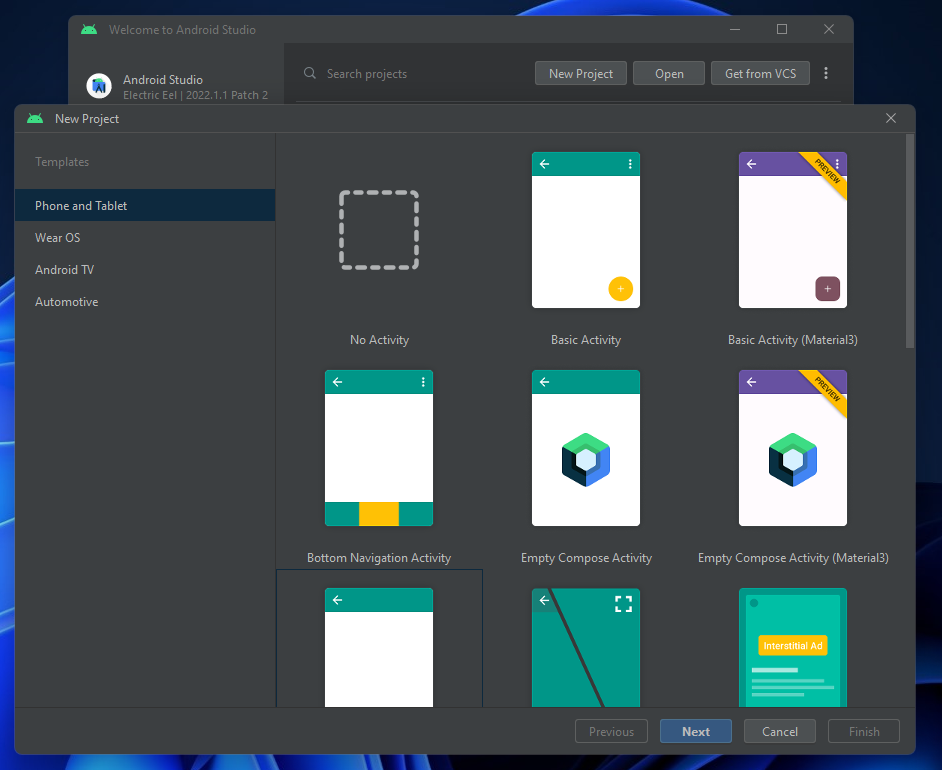 Welcome to Android Studio
Android Studio
Electric Eel | 2022.1.1 Patch 2
Search projects
New Project
Open
Get from VCS
New Project
Templates
Phone and Tablet
Wear OS
Android TV
Automotive
No Activity
Basic Activity
PREVIEW
Basic Activity (Material3)
Bottom Navigation Activity
Empty Compose Activity
PREVIEW
Empty Compose Activity (Material3)
Interstitial Ad
Previous
Next
Cancel
Finish